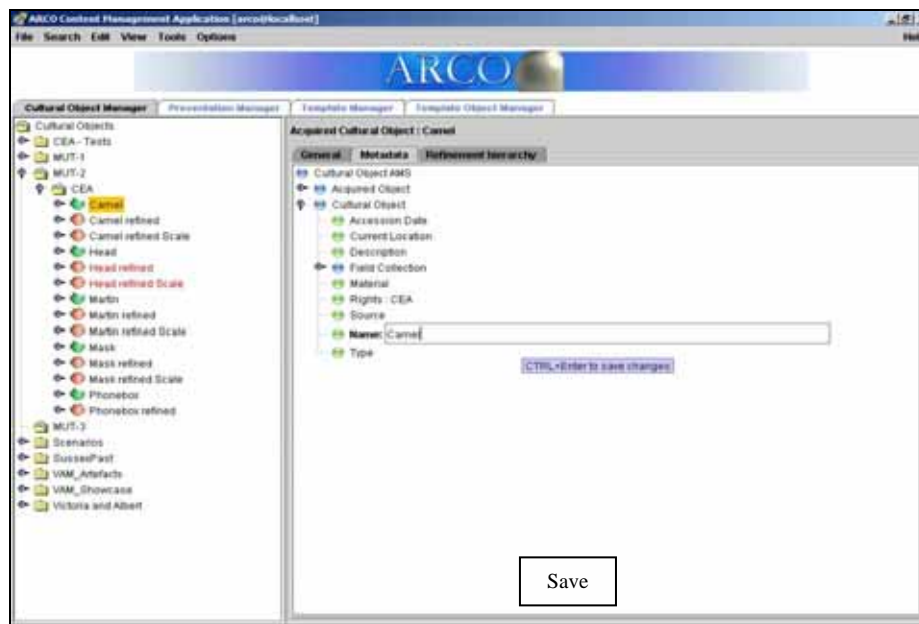 ARCO Content Management Application [arco@localhost]
File Search Edit View Tools Options
ARCO
Cultural Object Manager Presentation Manager Template Manager Template Object Manager
Cultural Objects
CEA - Tests
MUT-1
MUT-2
CEA
Camel
Camel refined
Camel refined Scale
Head
Head refined
Head refined Scale
Martin
Martin refined
Martin refined Scale
Mask
Mask refined
Mask refined Scale
Phonebox
Phonebox refined
MUT-3
Scenarios
SussexPast
VAM_Artefacts
VAM_Showcase
Victoria and Albert
Acquired Cultural Object : Camel
General Metadata Refinement hierarchy
Cultural Object AMS
Acquired Object
Cultural Object
Accession Date
Current Location
Description
Field Collection
Material
Rights : CEA
Source
Name: Camel
Type
CTRL+Enter to save changes
Save